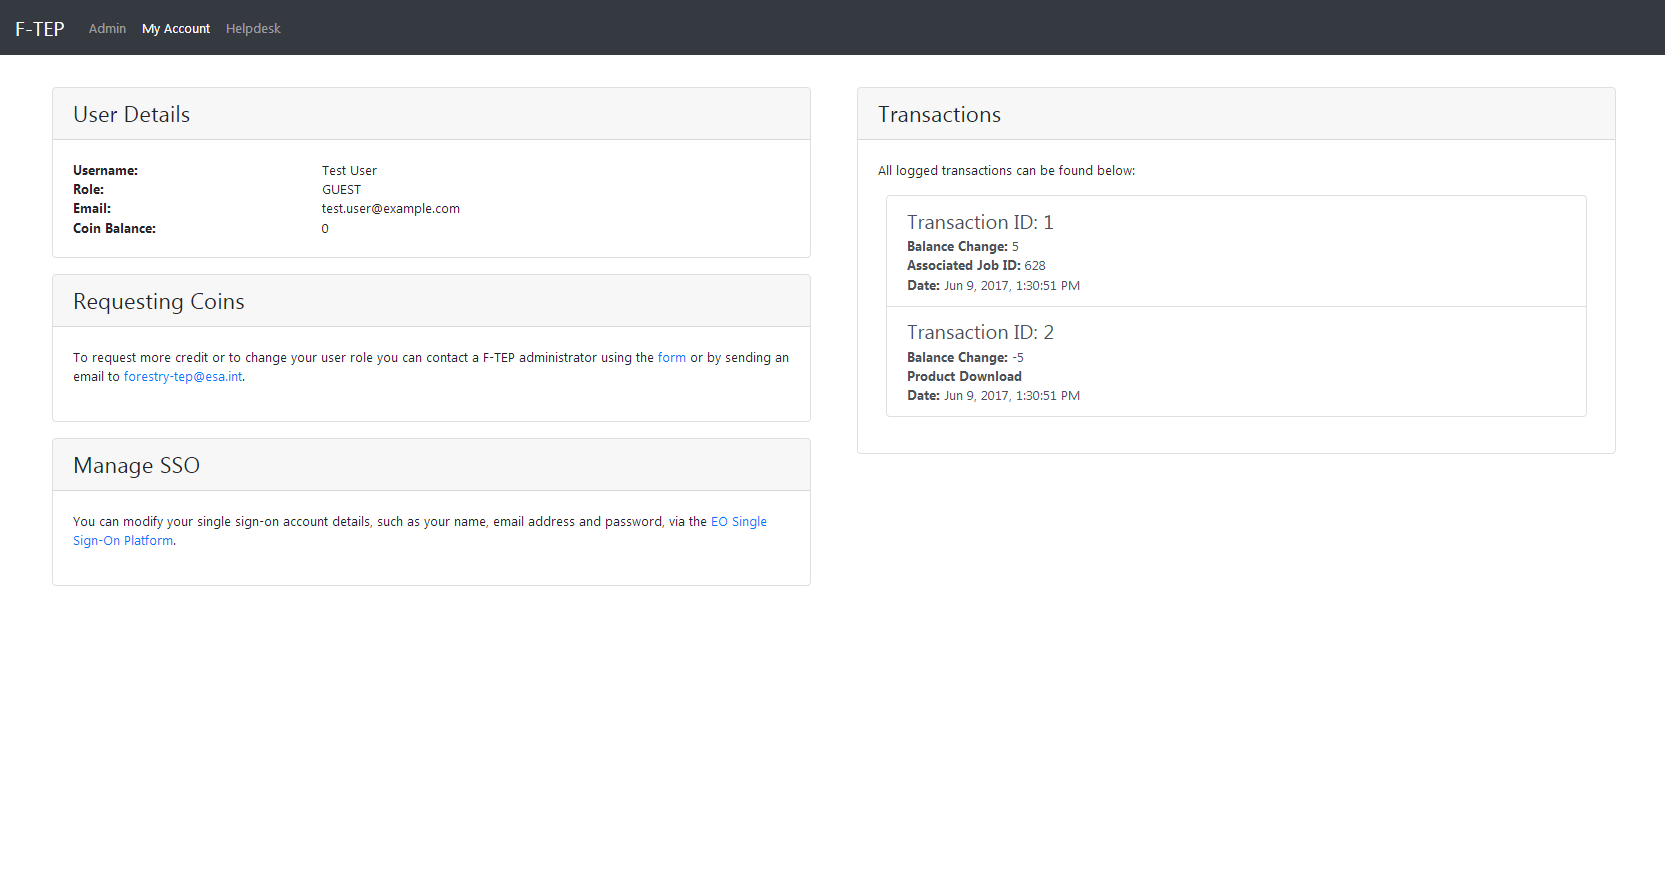 F-TEP Admin My Account Helpdesk
User Details
Username: Test User
Role: GUEST
Email: test.user@example.com
Coin Balance: 0
Requesting Coins
To request more credit or to change your user role you can contact a F-TEP administrator using the form or by sending an
email to forestry-tep@esa.int.
Manage SSO
You can modify your single sign-on account details, such as your name, email address and password, via the EO Single
Sign-On Platform.
Transactions
All logged transactions can be found below:
Transaction ID: 1
Balance Change: 5
Associated Job ID: 628
Date: Jun 9, 2017, 1:30:51 PM
Transaction ID: 2
Balance Change: -5
Product Download
Date: Jun 9, 2017, 1:30:51 PM